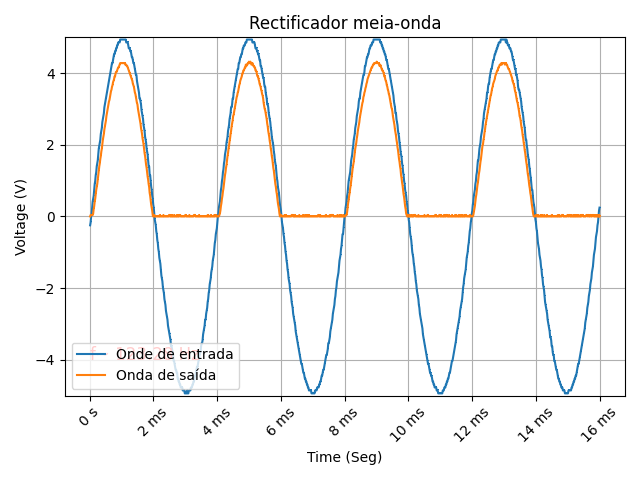 Rectificador meia-onda
Voltage (V)
4
2
0
−2
−4
Onde de entrada
Onda de saída
0 s
2 ms
4 ms
6 ms
8 ms
10 ms
12 ms
14 ms
16 ms
Time (Seg)